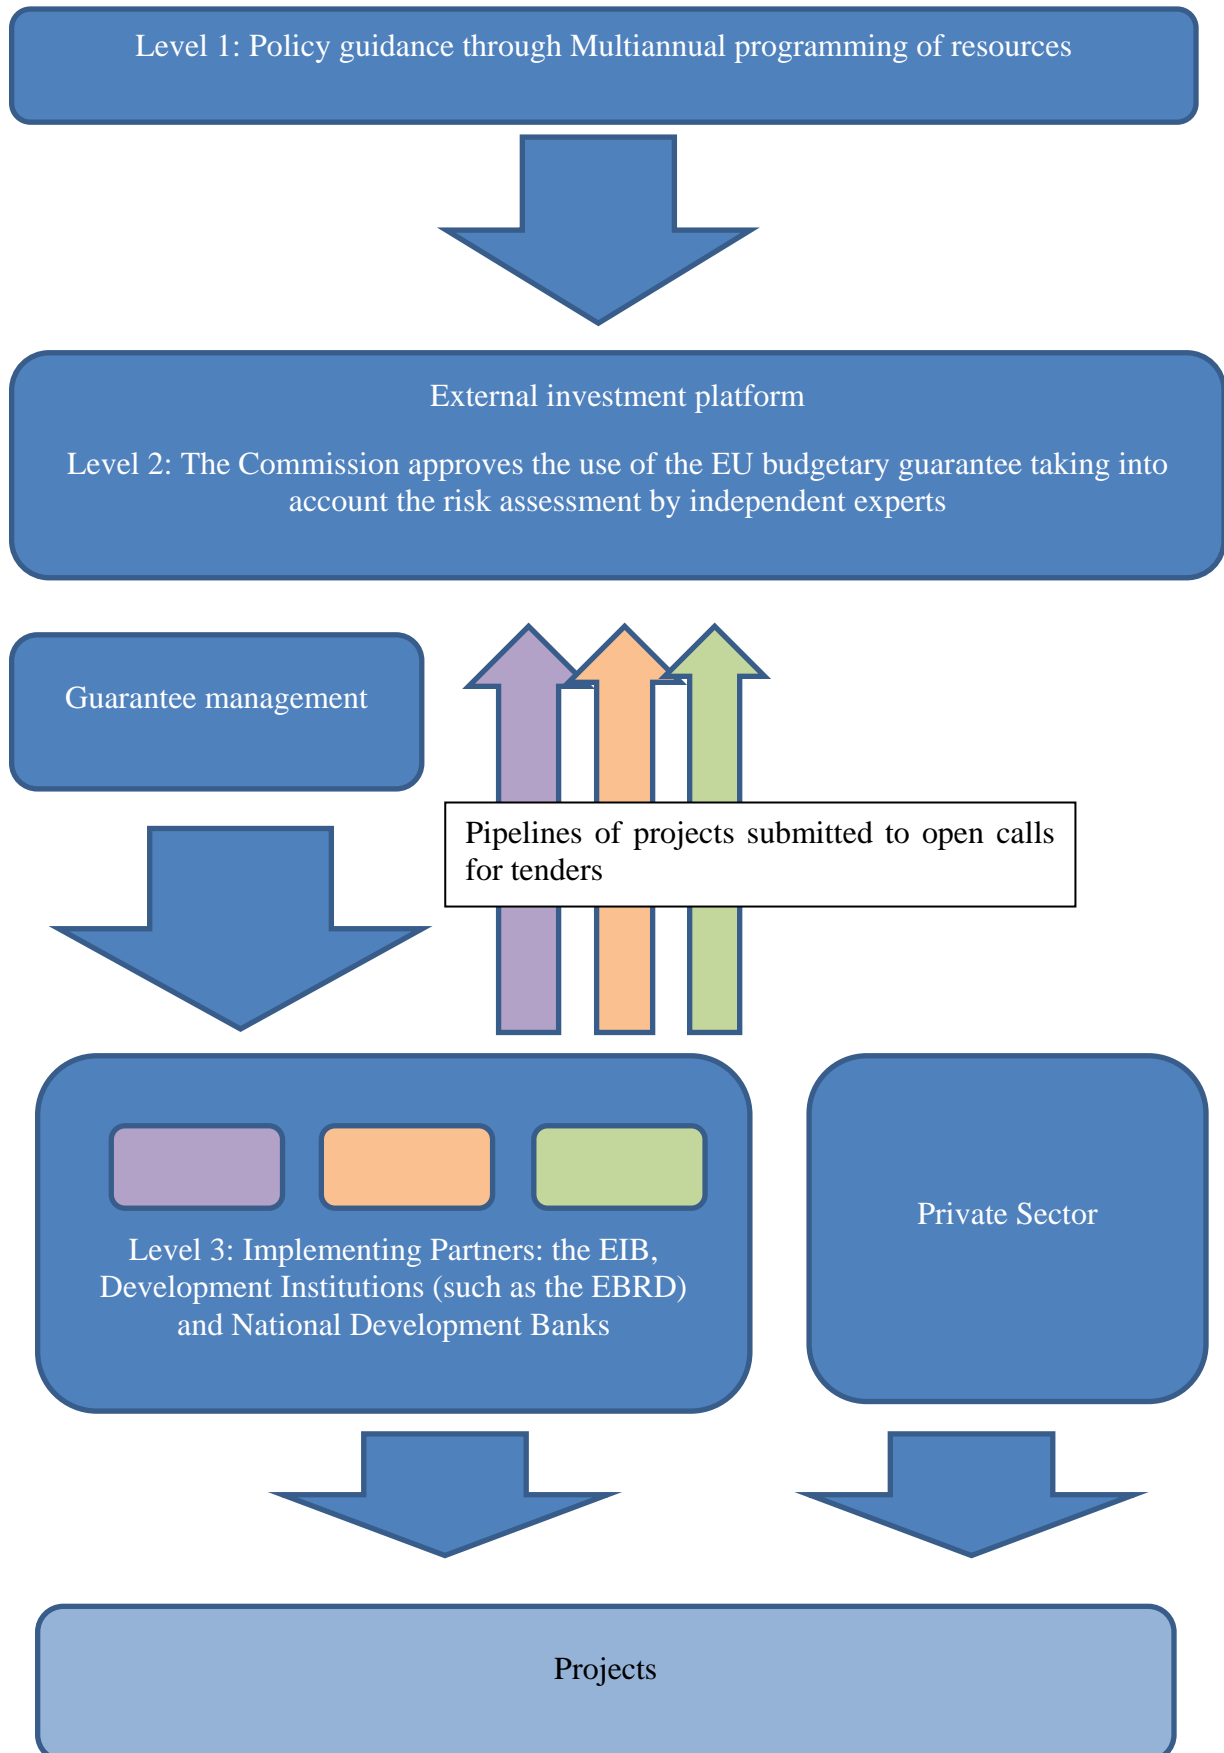 Level 1: Policy guidance through Multiannual programming of resources
External investment platform
Level 2: The Commission approves the use of the EU budgetary guarantee taking into
account the risk assessment by independent experts
Guarantee management
Pipelines of projects submitted to open calls
for tenders
Level 3: Implementing Partners: the EIB,
Development Institutions (such as the EBRD)
and National Development Banks
Private Sector
Projects